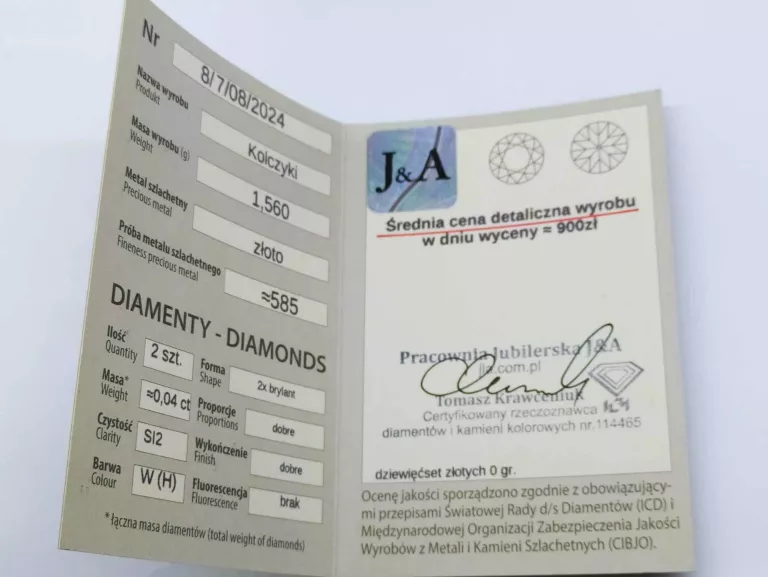 Nr
8/7/08/2024
Nazwa wyrobu
Produkt
Kolczyki
Masa wyrobu (g)
Weight
1,560
Metal szlachetny
Precious metal
złoto
Próba metalu szlachetnego
Fineness precious metal
≈585
DIAMENTY - DIAMONDS
Ilość
Quantity
2 szt.
Forma
Shape
2x brylant
Masa*
Weight
≈0,04 ct
Proporcje
Proportions
dobre
Czystość
Clarity
SI2
Wykończenie
Finish
dobre
Barwa
Colour
W (H)
Fluorescencja
Fluorescence
brak
* łączna masa diamentów (total weight of diamonds)
J&A
Średnia cena detaliczna wyrobu
w dniu wyceny ≈ 900zł
Pracownia Jubilerska J&A
jla.com.pl
Tomasz Krawceniuk
Certyfikowany rzeczoznawca
diamentów i kamieni kolorowych nr.114465
dziewięćset złotych 0 gr.
Ocenę jakości sporządzono zgodnie z obowiązujący-
mi przepisami Światowej Rady d/s Diamentów (ICD) i
Międzynarodowej Organizacji Zabezpieczenia Jakości
Wyrobów z Metali i Kamieni Szlachetnych (CIBJO).